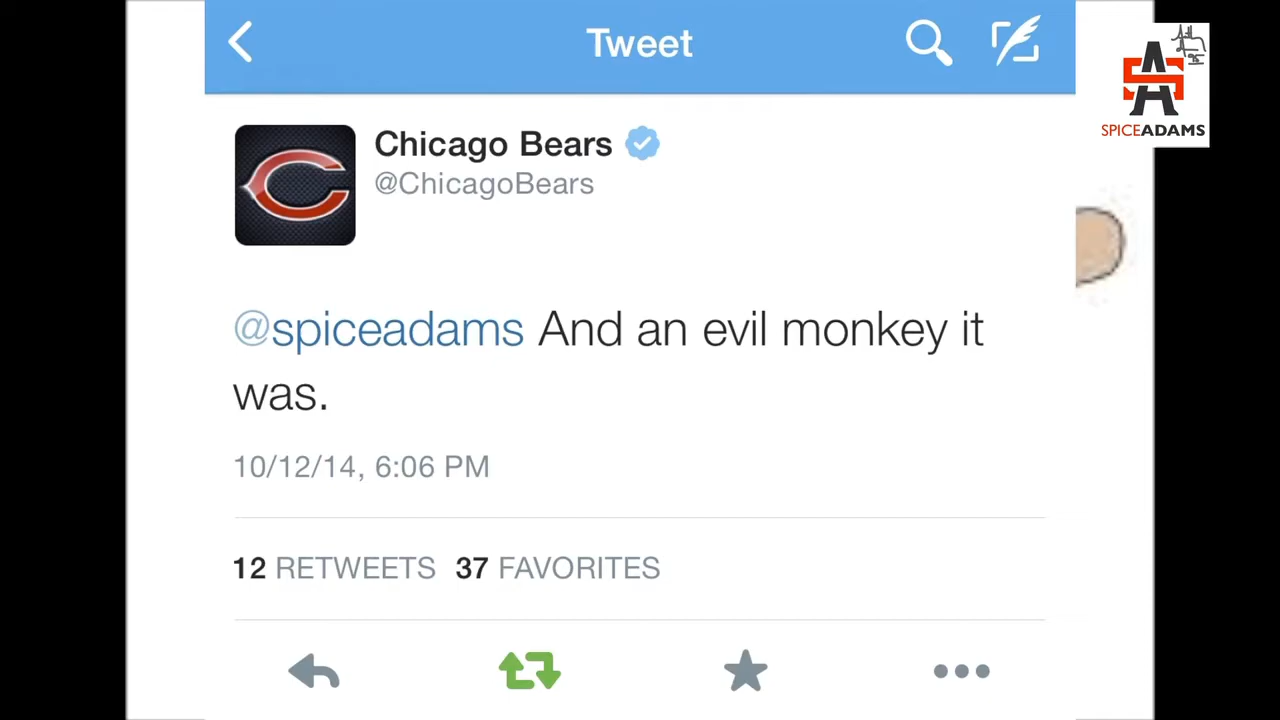 Tweet
Chicago Bears
@ChicagoBears
@spiceadams And an evil monkey it
was.
10/12/14, 6:06 PM
12 RETWEETS 37 FAVORITES
SPICEADAMS